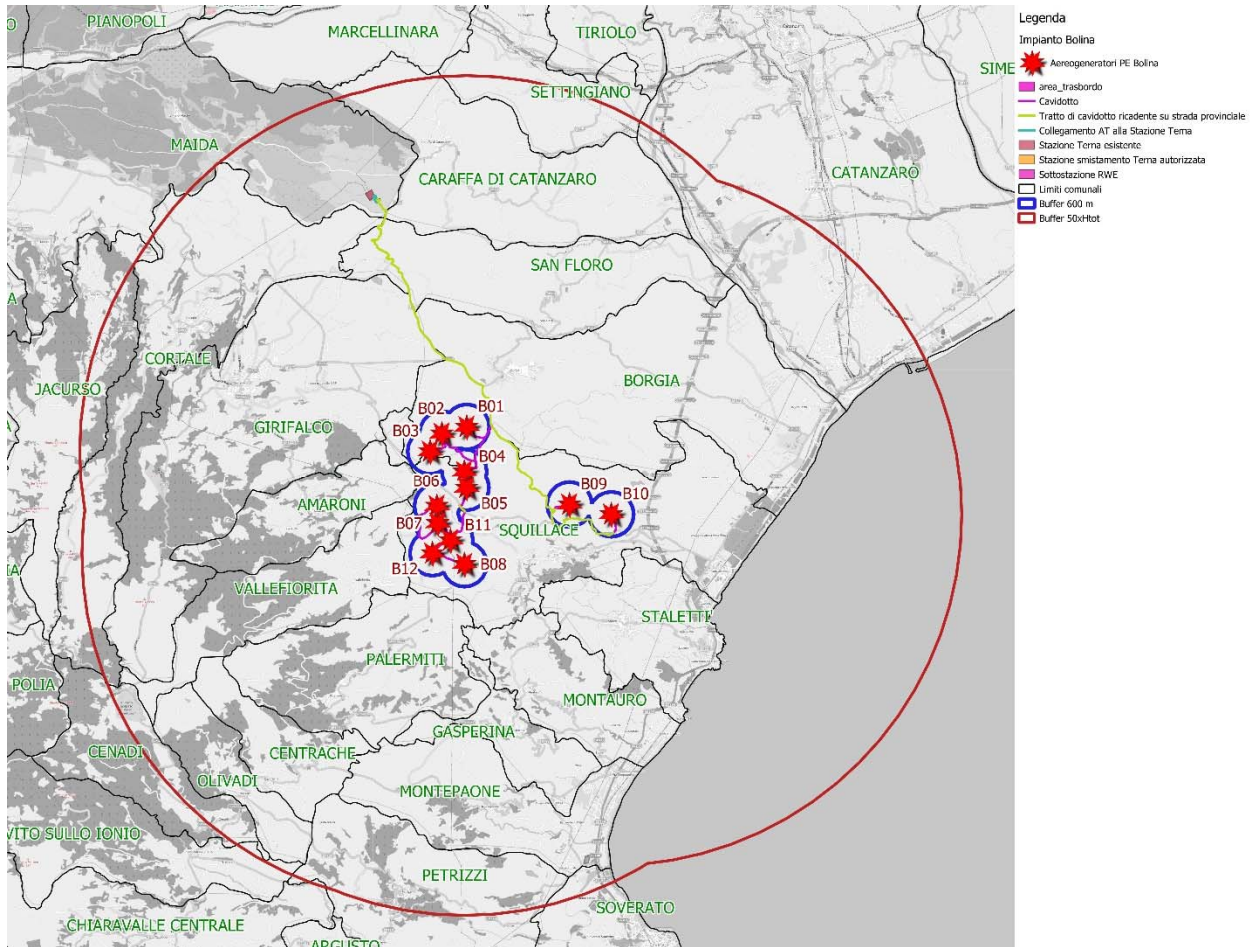 PIANOPOLI
MARCELLINARA
TIRIOLO
SIME
SETTINGIANO
MAIDA
CATANZARO
CARAFFA DI CATANZARO
SAN FLORO
CORTALE
JACURSO
BORGIA
GIRIFALCO
B02
B01
B03
B04
B06
AMARONI
B05
B09
B10
B07
B11
SQUILLACE
B12
B08
VALLEFIORITA
STALETTI
PALERMITI
POLIA
MONTAURO
GASPERINA
CENADI
CENTRACHE
OLIVADI
MONTEPAONE
VITO SULLO IONIO
PETRIZZI
SOVERATO
CHIARAVALLE CENTRALE
ARGUSTO
Legenda
Impianto Bolina
Aereogeneratori PE Bolina
area_trasbordo
Cavidotto
Tratto di cavidotto ricadente su strada provinciale
Collegamento AT alla Stazione Terna
Stazione Terna esistente
Stazione smistamento Terna autorizzata
Sottostazione RWE
Limiti comunali
Buffer 600 m
Buffer 50xHtot